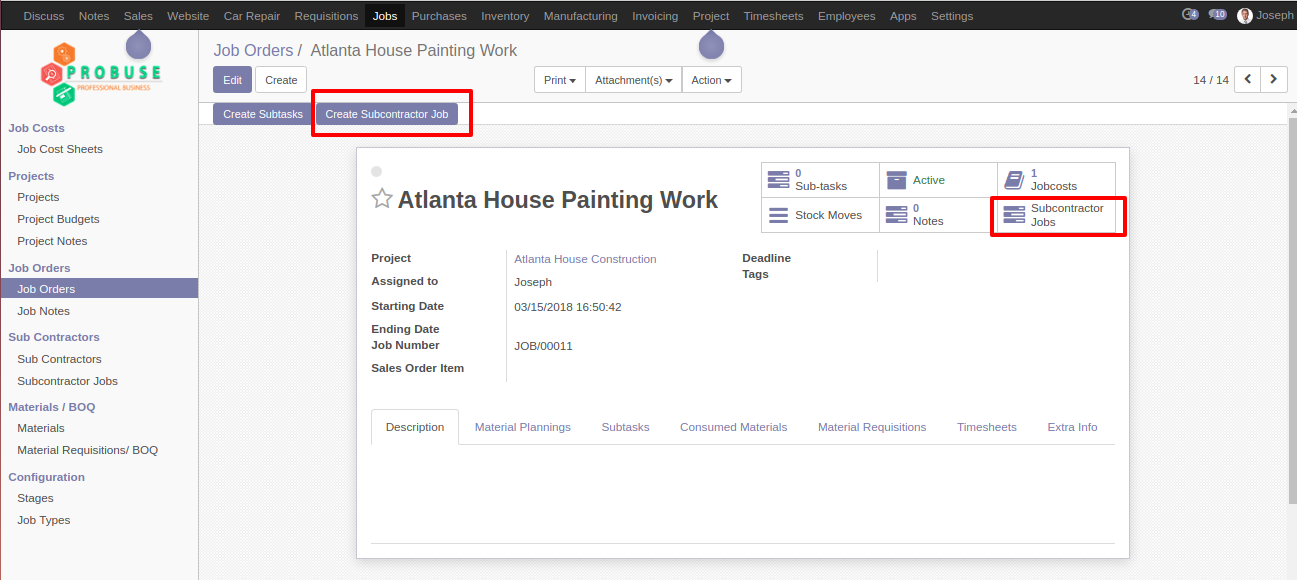 Discuss Notes Sales Website Car Repair Requisitions Jobs Purchases Inventory Manufacturing Invoicing Project Timesheets Employees Apps Settings 4 10 Joseph
PROBUSE
PROFESSIONAL BUSINESS
Job Costs
Job Cost Sheets
Projects
Projects
Project Budgets
Project Notes
Job Orders
Job Orders
Job Notes
Sub Contractors
Sub Contractors
Subcontractor Jobs
Materials / BOQ
Materials
Material Requisitions/ BOQ
Configuration
Stages
Job Types
Job Orders / Atlanta House Painting Work
Edit Create Print Attachment(s) Action 14 / 14
Create Subtasks Create Subcontractor Job
0
Sub-tasks
Active
1
Jobcosts
Stock Moves
0
Notes
Subcontractor
Jobs
Atlanta House Painting Work
Project Atlanta House Construction
Assigned to Joseph
Starting Date 03/15/2018 16:50:42
Ending Date
Job Number JOB/00011
Sales Order Item
Deadline
Tags
Description Material Plannings Subtasks Consumed Materials Material Requisitions Timesheets Extra Info